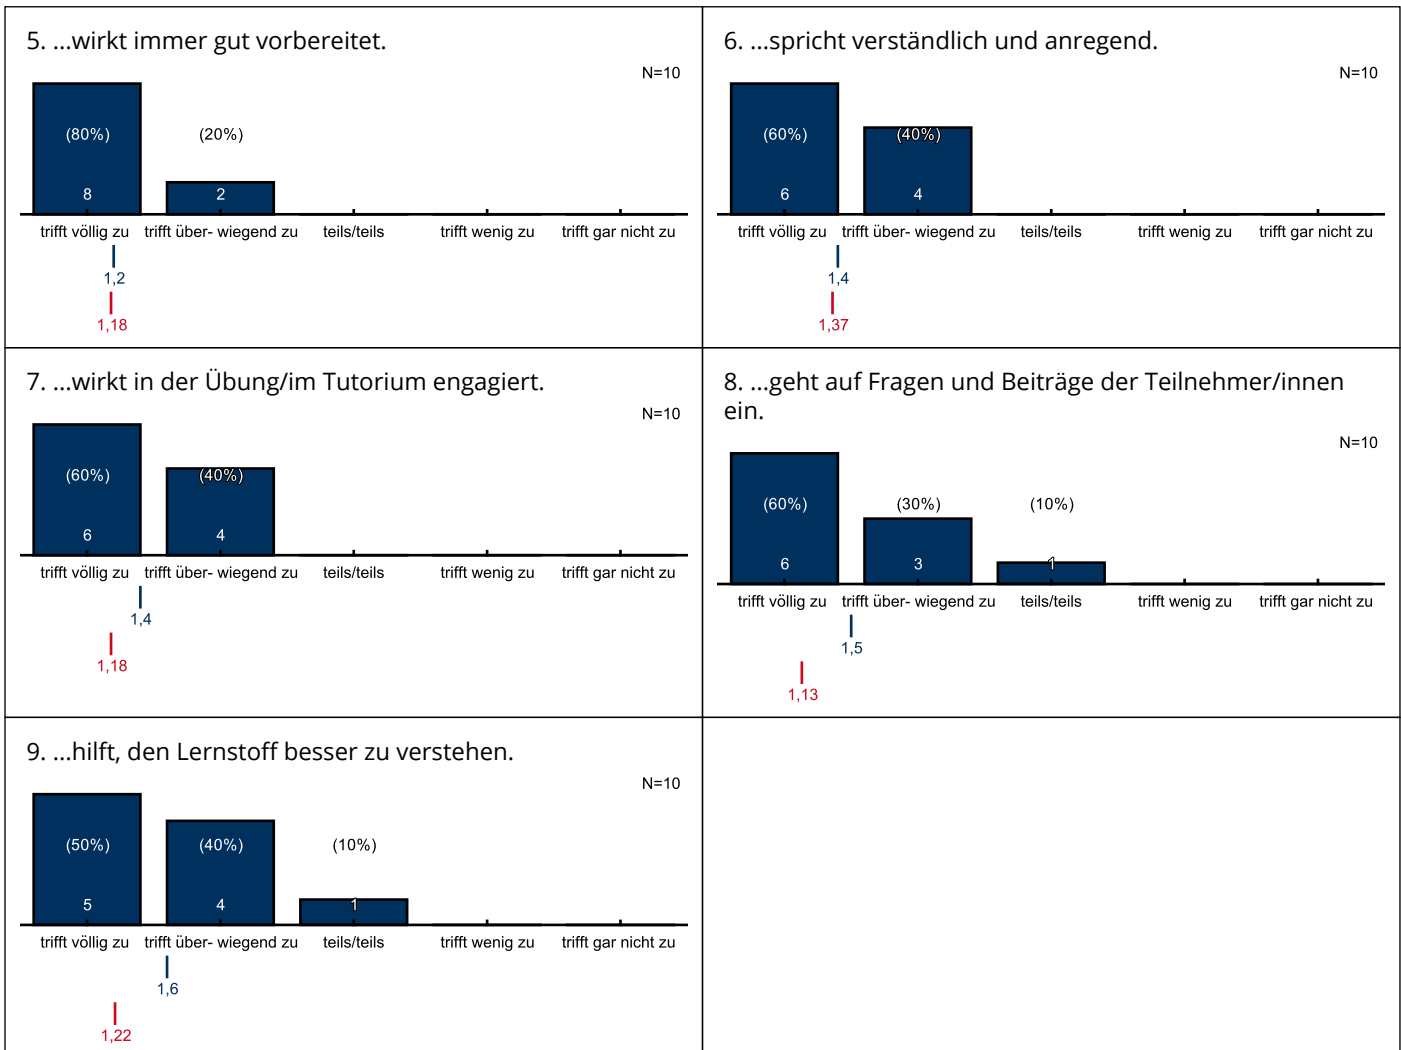 5. ...wirkt immer gut vorbereitet.
N=10
(80%) (20%)
8 2
trifft völlig zu trifft über- wiegend zu teils/teils trifft wenig zu trifft gar nicht zu
1,2
1,18
6. ...spricht verständlich und anregend.
N=10
(60%) (40%)
6 4
trifft völlig zu trifft über- wiegend zu teils/teils trifft wenig zu trifft gar nicht zu
1,4
1,37
7. ...wirkt in der Übung/im Tutorium engagiert.
N=10
(60%) (40%)
6 4
trifft völlig zu trifft über- wiegend zu teils/teils trifft wenig zu trifft gar nicht zu
1,4
1,18
8. ...geht auf Fragen und Beiträge der Teilnehmer/innen
ein.
N=10
(60%) (30%) (10%)
6 3 1
trifft völlig zu trifft über- wiegend zu teils/teils trifft wenig zu trifft gar nicht zu
1,5
1,13
9. ...hilft, den Lernstoff besser zu verstehen.
N=10
(50%) (40%) (10%)
5 4 1
trifft völlig zu trifft über- wiegend zu teils/teils trifft wenig zu trifft gar nicht zu
1,6
1,22